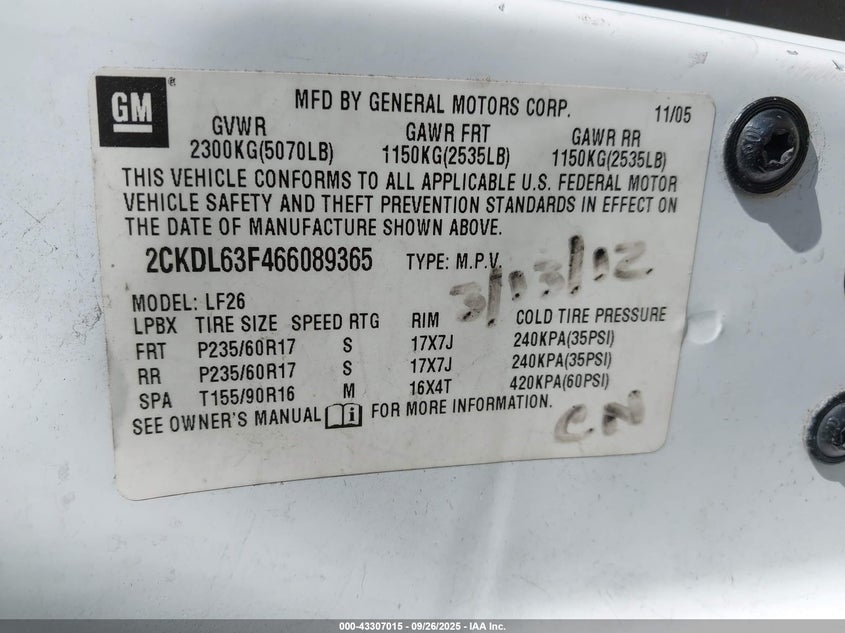 GM ®
MFD BY GENERAL MOTORS CORP. 11/05
GVWR GAWR FRT GAWR RR
2300KG(5070LB) 1150KG(2535LB) 1150KG(2535LB)
THIS VEHICLE CONFORMS TO ALL APPLICABLE U.S. FEDERAL MOTOR
VEHICLE SAFETY AND THEFT PREVENTION STANDARDS IN EFFECT ON
THE DATE OF MANUFACTURE SHOWN ABOVE.
2CKDL63F466089365 TYPE: M.P.V.
3/13/12
MODEL: LF26
LPBX TIRE SIZE SPEED RTG RIM COLD TIRE PRESSURE
FRT P235/60R17 S 17X7J 240KPA(35PSI)
RR P235/60R17 S 17X7J 240KPA(35PSI)
SPA T155/90R16 M 16X4T 420KPA(60PSI)
SEE OWNER'S MANUAL i FOR MORE INFORMATION.
C.N
000-43307015 - 09/26/2025 - IAA Inc.